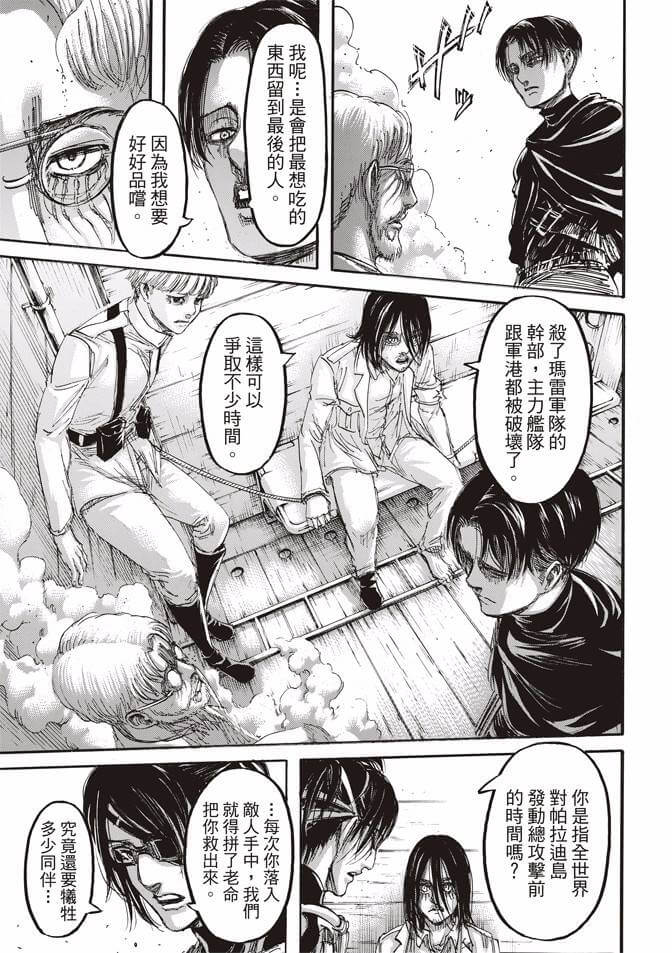 我呢…是會把最想吃的
東西留到最後的人。
因為我想要
好好品嚐。
殺了瑪雷軍隊的
幹部，主力艦隊
跟軍港都被破壞了。
這樣可以
爭取不少時間。
你是指全世界
對帕拉迪島
發動總攻擊前
的時間嗎？
…每次你落入
敵人手中，我們
就得拼了老命
把你救出來。
究竟還要犧牲
多少同伴…